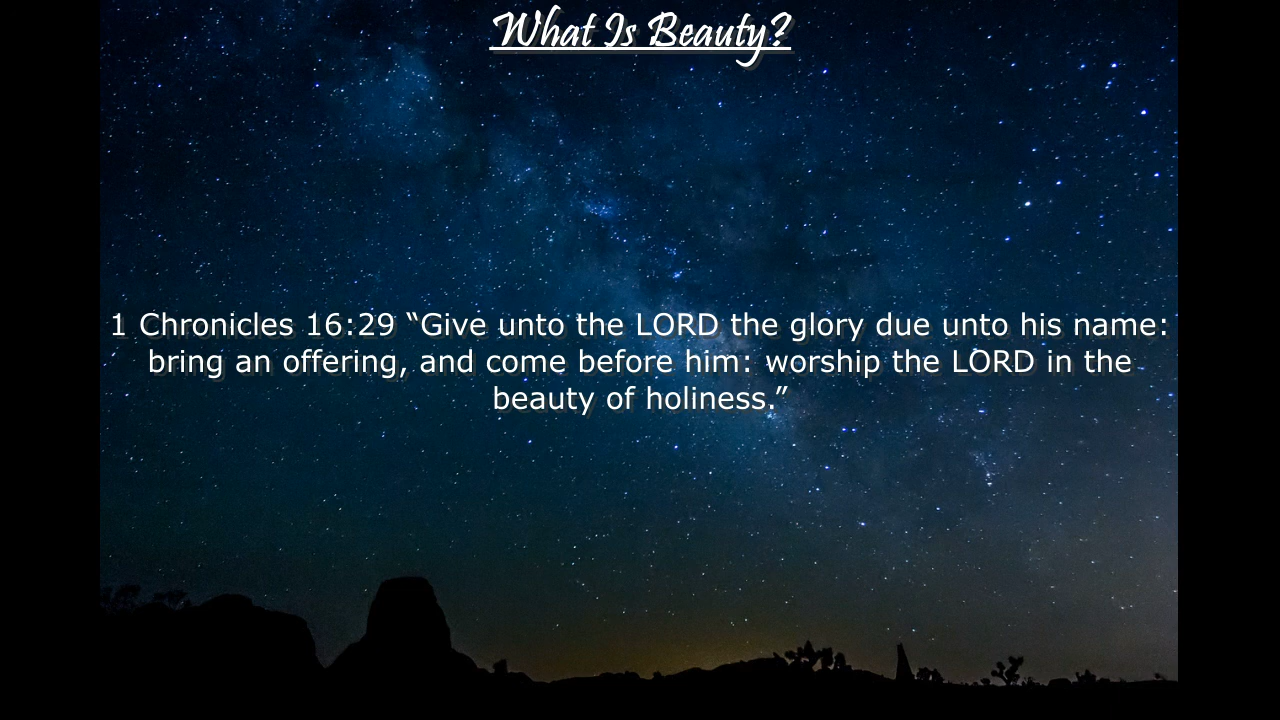 What Is Beauty?
1 Chronicles 16:29 “Give unto the LORD the glory due unto his name:
bring an offering, and come before him: worship the LORD in the
beauty of holiness.”